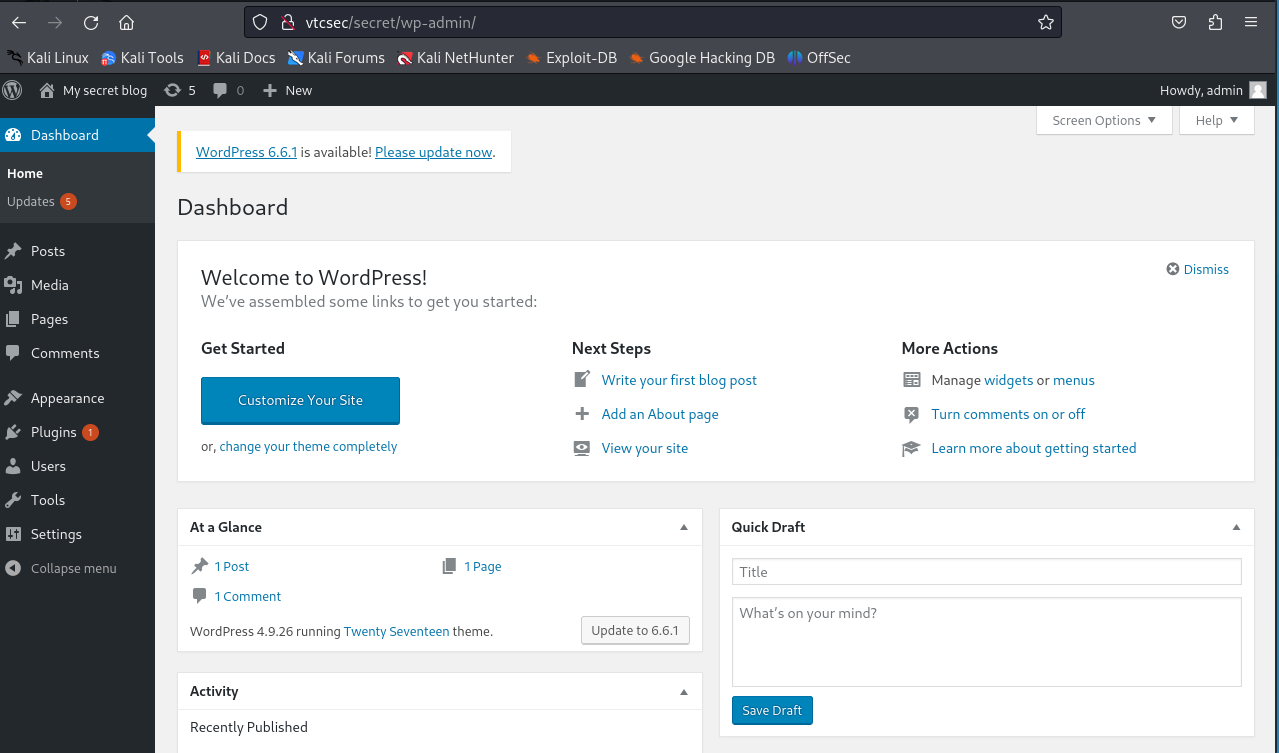 vtcsec/secret/wp-admin/
Kali Linux Kali Tools Kali Docs Kali Forums Kali NetHunter Exploit-DB Google Hacking DB OffSec
My secret blog 5 0 New Howdy, admin
Screen Options Help
Dashboard
Home
Updates 5
Posts
Media
Pages
Comments
Appearance
Plugins 1
Users
Tools
Settings
Collapse menu
WordPress 6.6.1 is available! Please update now.
Dashboard
Welcome to WordPress!
Dismiss
We’ve assembled some links to get you started:
Get Started
Customize Your Site
or, change your theme completely
Next Steps
Write your first blog post
Add an About page
View your site
More Actions
Manage widgets or menus
Turn comments on or off
Learn more about getting started
At a Glance
1 Post 1 Page
1 Comment
WordPress 4.9.26 running Twenty Seventeen theme. Update to 6.6.1
Activity
Recently Published
Quick Draft
Title
What’s on your mind?
Save Draft